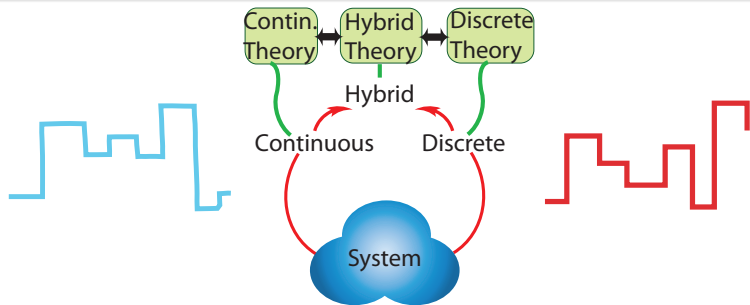 Contin.
Theory
Hybrid
Theory
Discrete
Theory
Hybrid
Continuous
Discrete
System